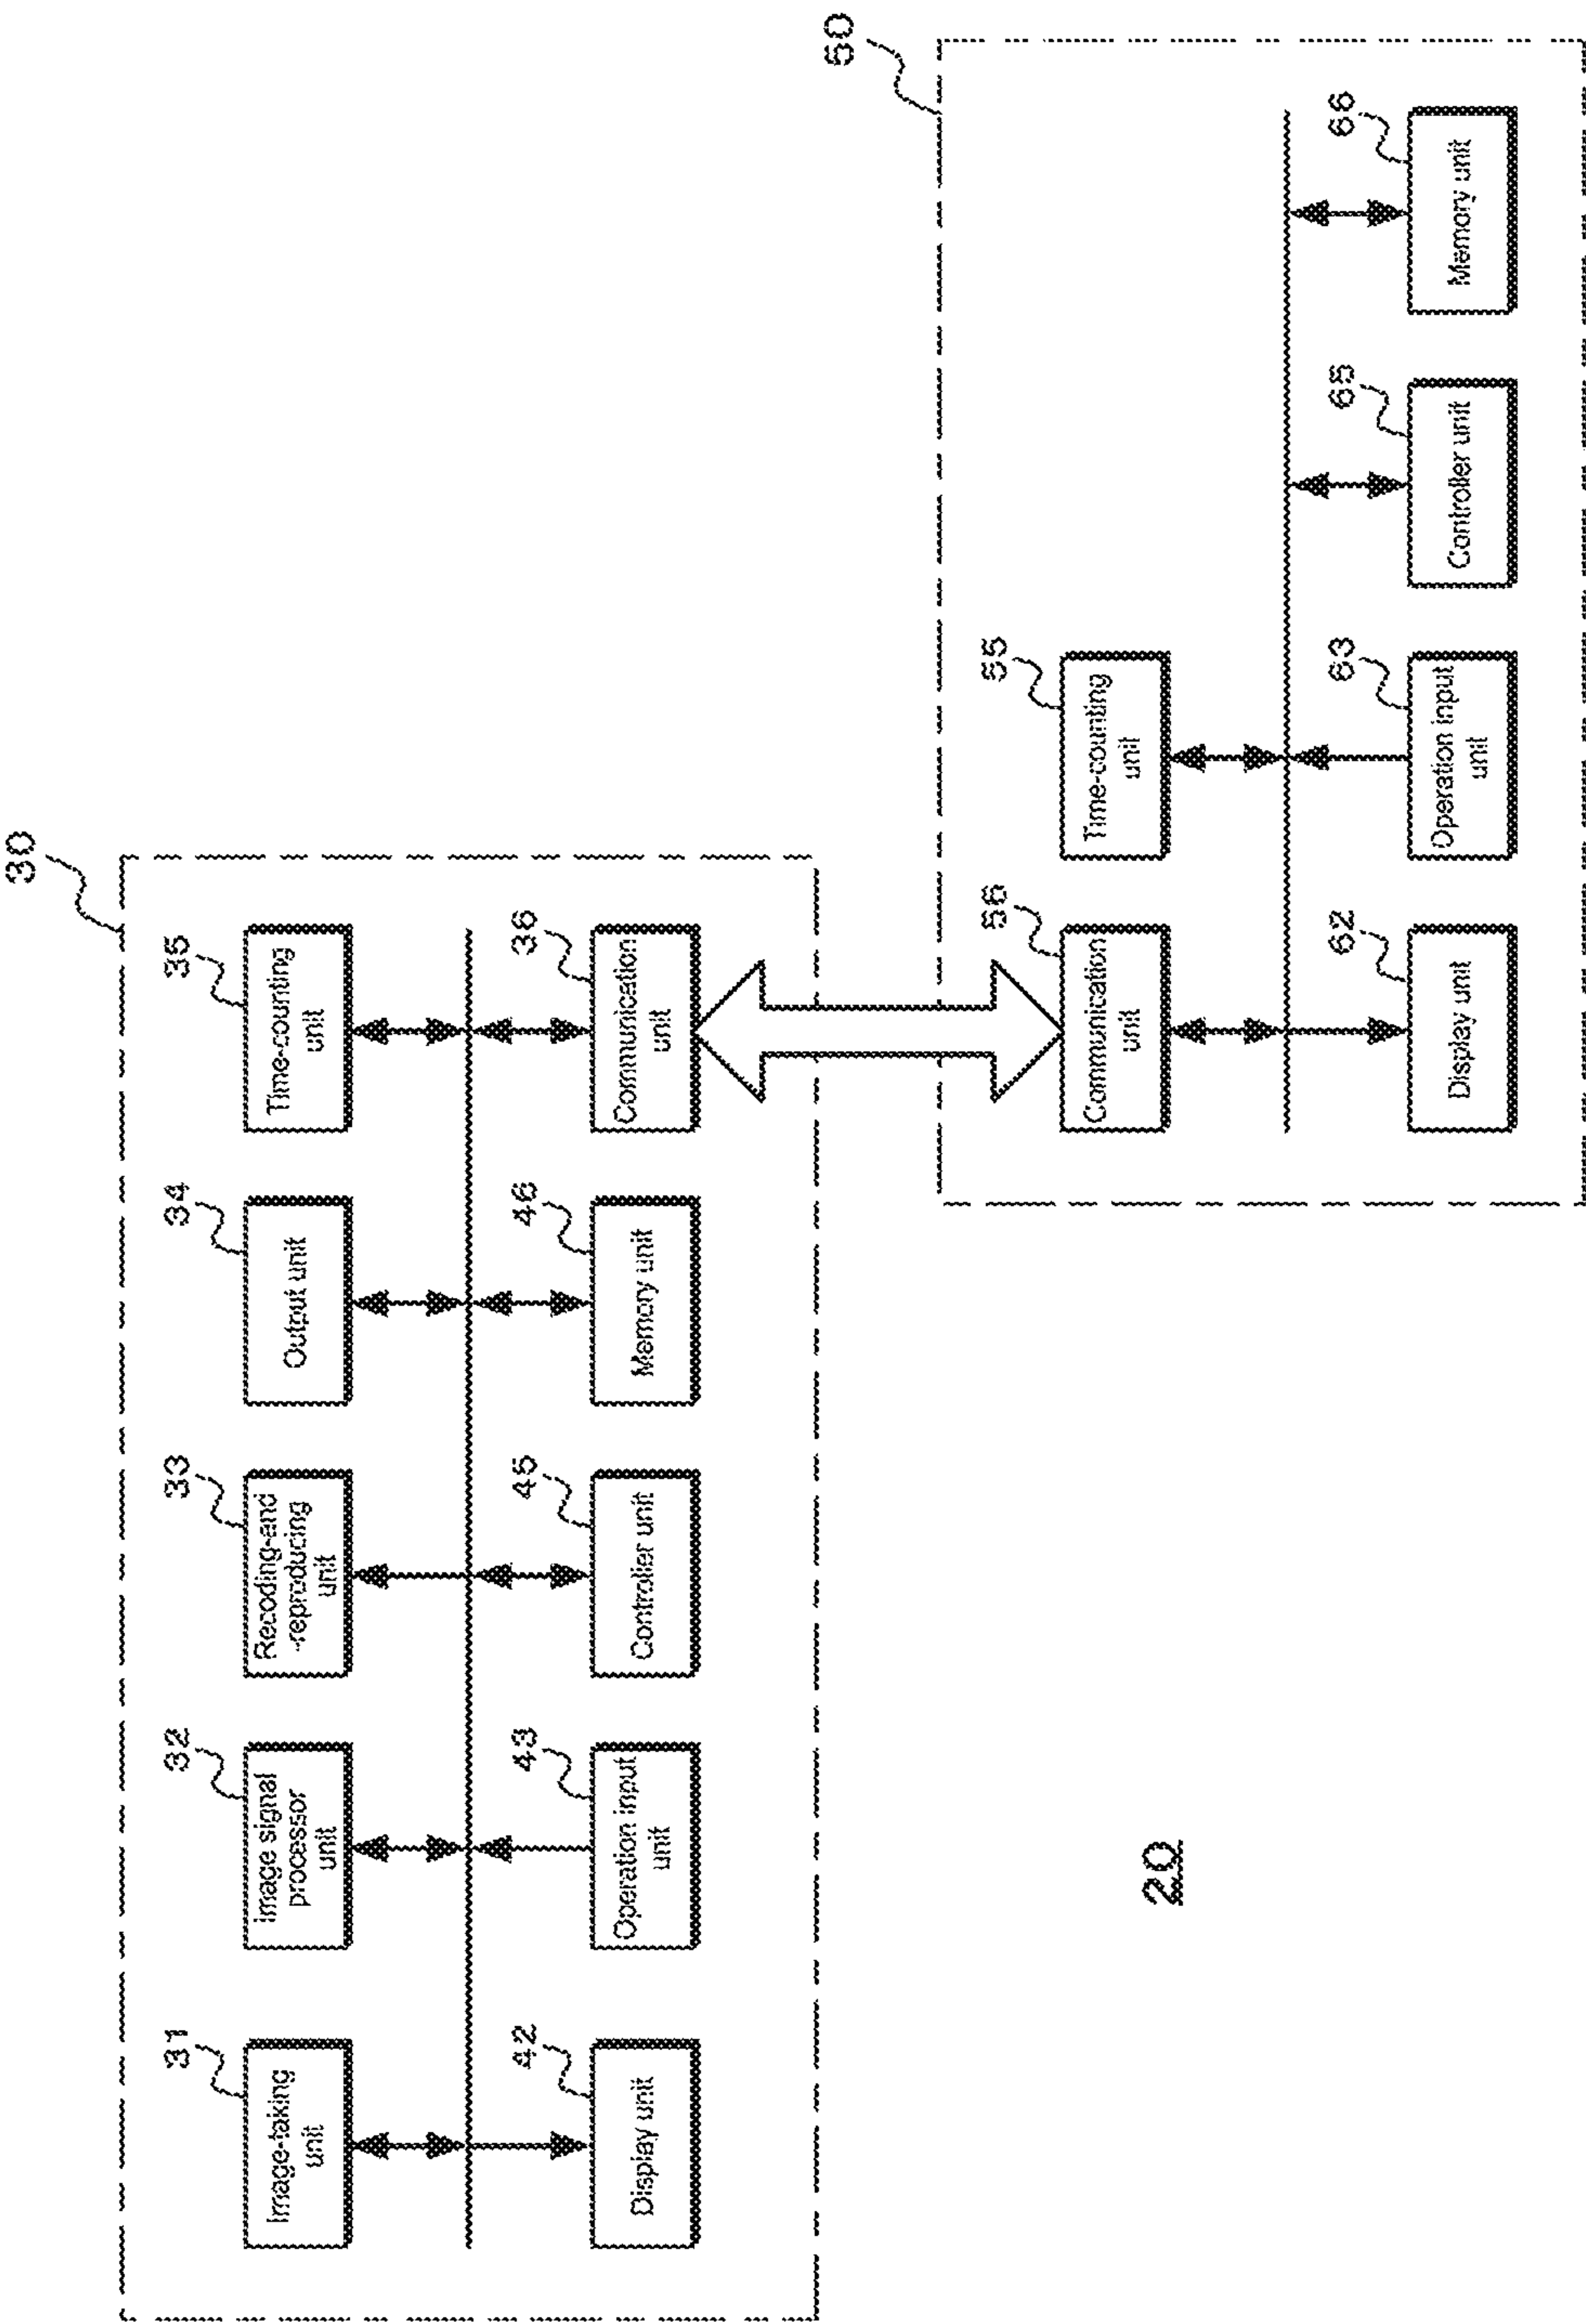 30
31
Image-taking
unit
32
Image signal
processor
unit
33
Recoding-and
-reproducing
unit
34
Output unit
35
Time-counting
unit
42
Display unit
43
Operation input
unit
45
Controller unit
46
Memory unit
36
Communication
unit
50
56
Communication
unit
55
Time-counting
unit
62
Display unit
63
Operation input
unit
65
Controller unit
66
Memory unit
20